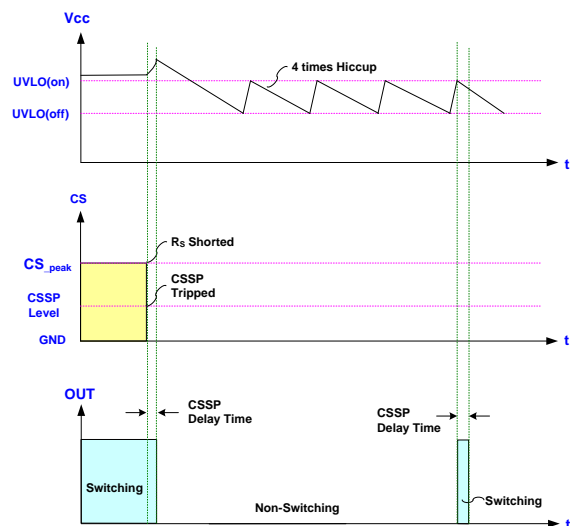 Vcc
4 times Hiccup
UVLO(on)
UVLO(off)
t
CS
RS Shorted
CS_peak
CSSP
Tripped
CSSP
Level
GND
t
OUT
CSSP
Delay Time
CSSP
Delay Time
Switching
Non-Switching
Switching
t